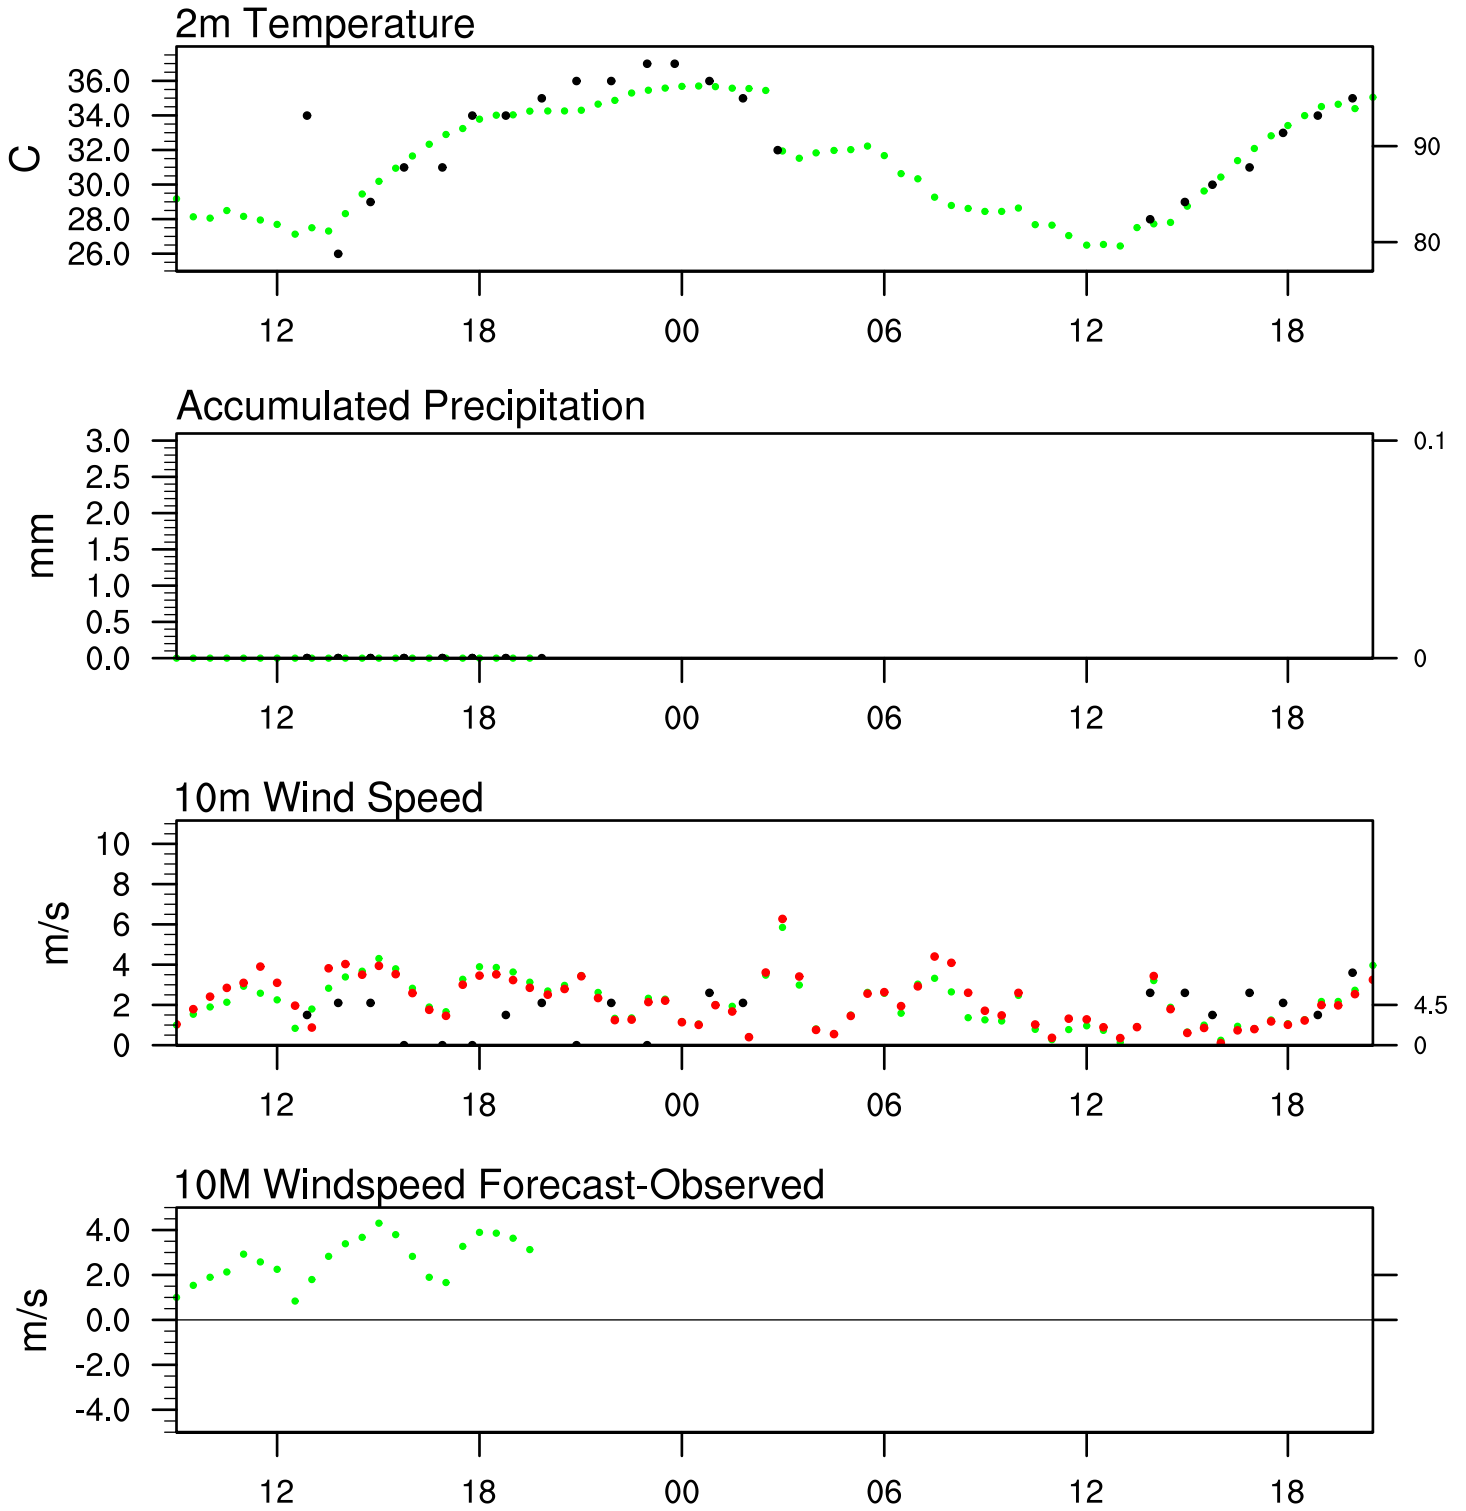 2m Temperature
36.0
34.0
32.0
30.0
28.0
26.0
C
90
80
12 18 00 06 12 18
Accumulated Precipitation
3.0
2.5
2.0
1.5
1.0
0.5
0.0
mm
0.1
0
12 18 00 06 12 18
10m Wind Speed
10
8
6
4
2
0
m/s
4.5
0
12 18 00 06 12 18
10M Windspeed Forecast-Observed
4.0
2.0
0.0
-2.0
-4.0
m/s
12 18 00 06 12 18